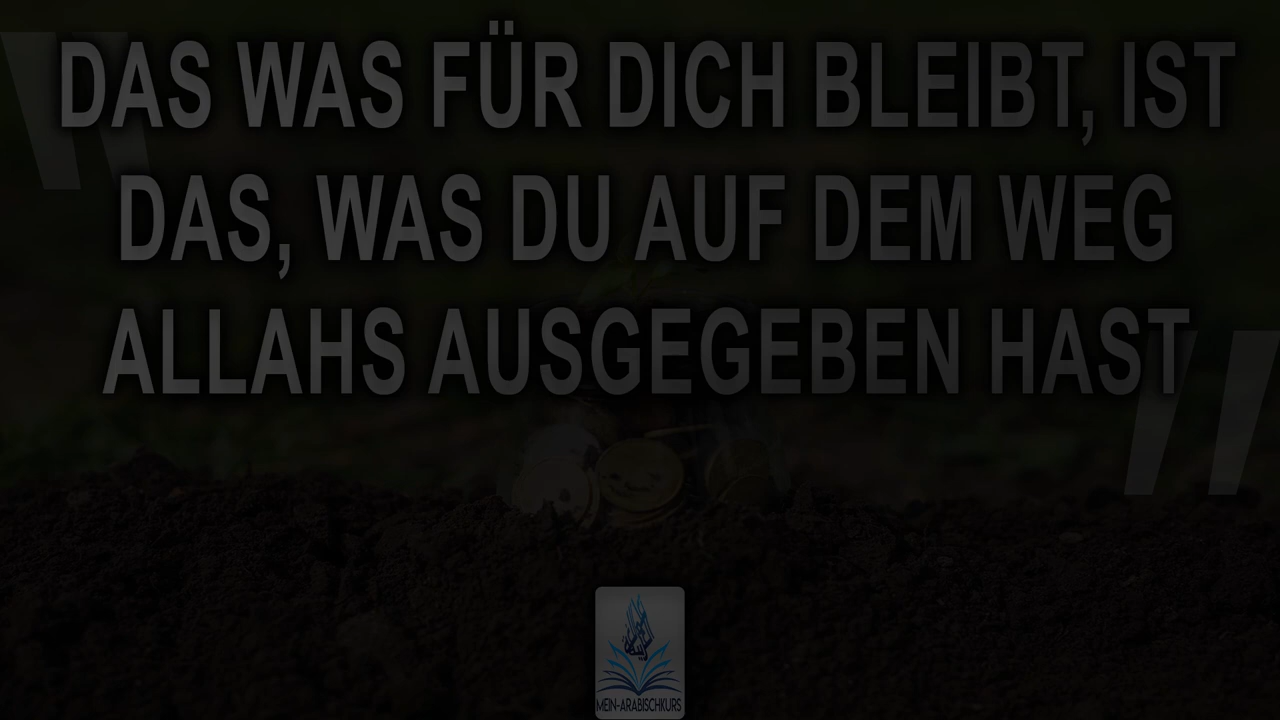 DAS WAS FÜR DICH BLEIBT, IST
DAS, WAS DU AUF DEM WEG
ALLAHS AUSGEGEBEN HAST
MEIN-ARABISCHKURS